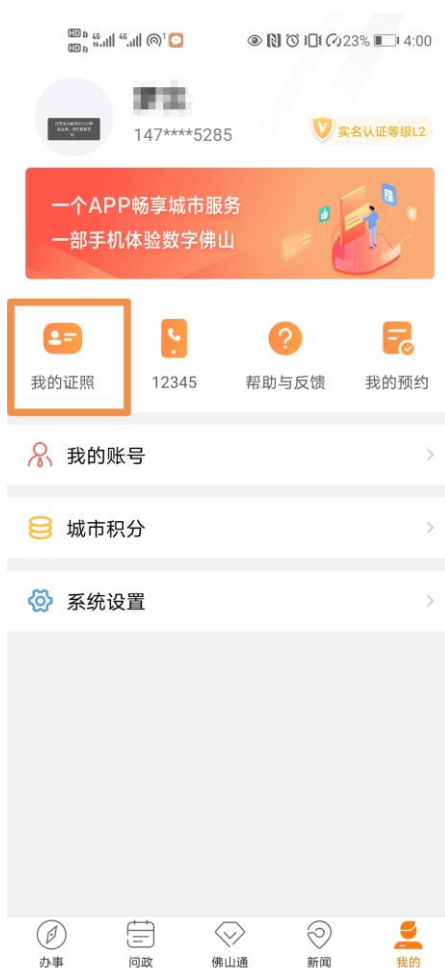 23% 4:00
147****5285
实名认证等级L2
一个APP畅享城市服务
一部手机体验数字佛山
我的证照
12345
帮助与反馈
我的预约
我的账号
城市积分
系统设置
办事
问政
佛山通
新闻
我的